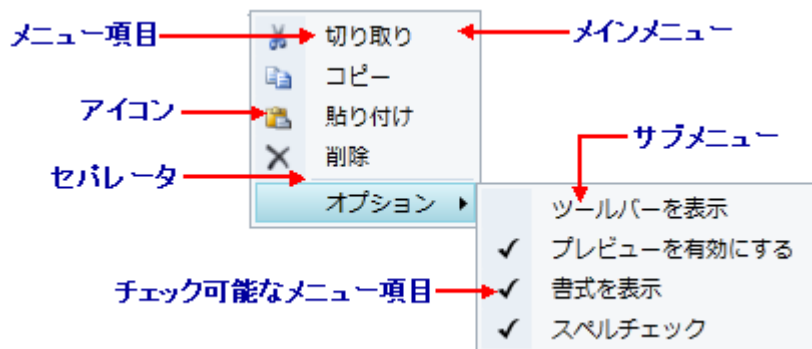 メニュー項目
切り取り
メインメニュー
コピー
アイコン
貼り付け
削除
サブメニュー
セパレータ
オプション
ツールバーを表示
プレビューを有効にする
チェック可能なメニュー項目
書式を表示
スペルチェック